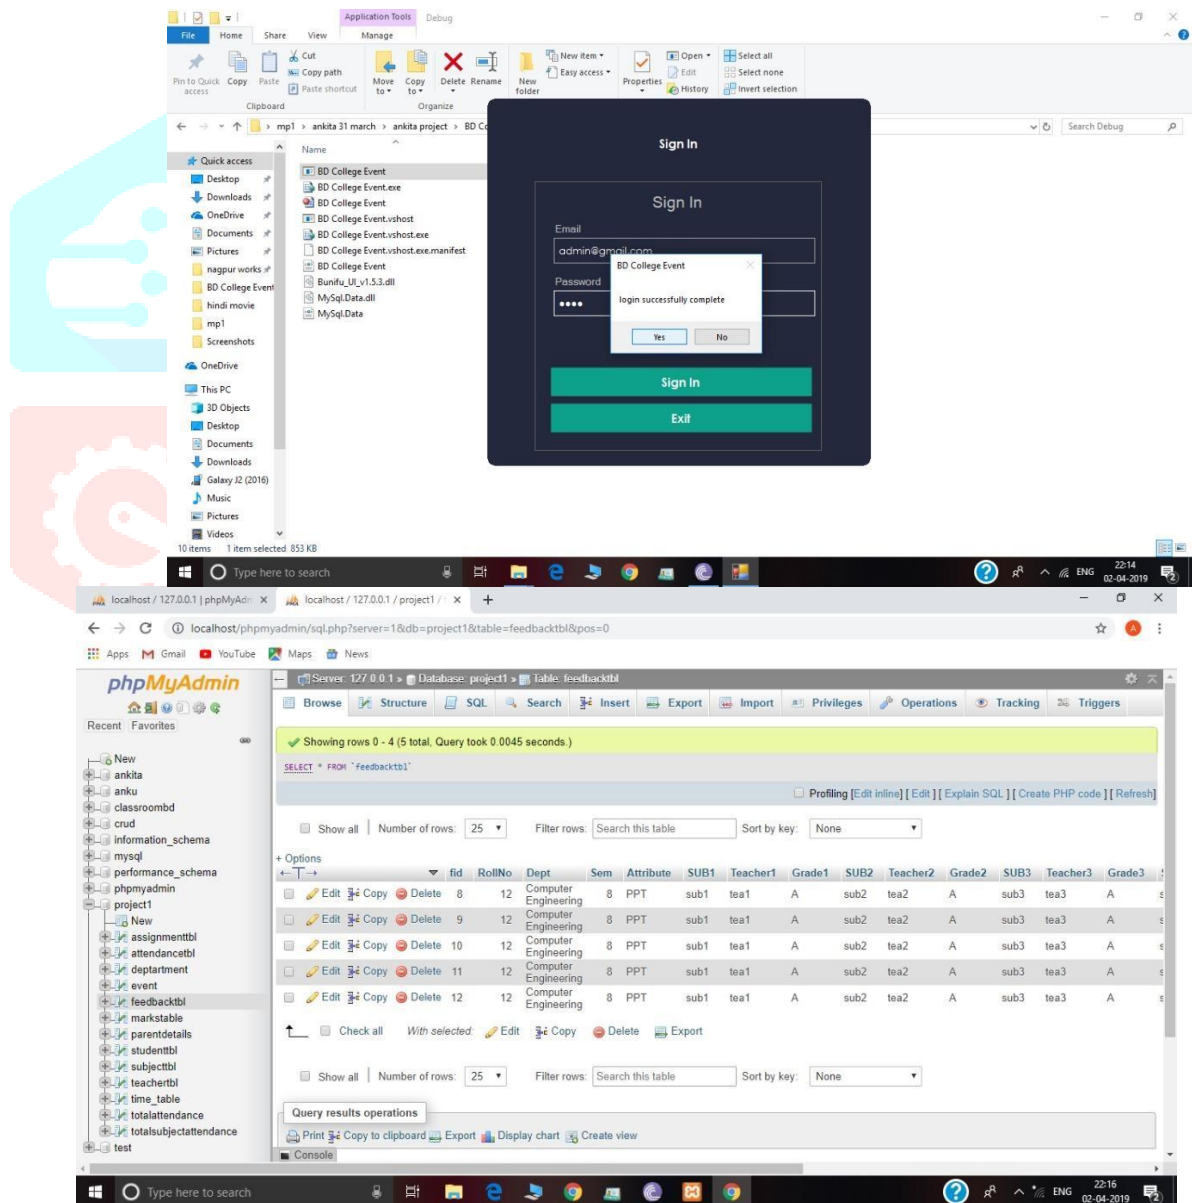 Application Tools Debug
File Home Share View Manage
Pin to Quick access
Copy
Paste
Cut
Copy path
Paste shortcut
Move to
Copy to
Delete
Rename
New folder
New item
Easy access
Properties
Open
Edit
History
Select all
Select none
Invert selection
Clipboard Organize
mp1 › ankita 31 march › ankita project › BD Co
Search Debug
Quick access
Desktop
Downloads
OneDrive
Documents
Pictures
nagpur works
BD College Event
hindi movie
mp1
Screenshots
OneDrive
This PC
3D Objects
Desktop
Documents
Downloads
Galaxy J2 (2016)
Music
Pictures
Videos
Name
BD College Event
BD College Event.exe
BD College Event
BD College Event.vshost
BD College Event.vshost.exe
BD College Event.vshost.exe.manifest
BD College Event
Bunifu_UI_v1.5.3.dll
MySql.Data.dll
MySql.Data
Sign In
Sign In
Email
admin@gmail.com
Password
BD College Event
login successfully complete
Yes No
Sign In
Exit
10 items 1 item selected 853 KB
Type here to search
ENG
22:14
02-04-2019
2
localhost / 127.0.0.1 | phpMyAdm
localhost / 127.0.0.1 / project1 /
localhost/phpmyadmin/sql.php?server=1&db=project1&table=feedbacktbl&pos=0
A
Apps Gmail YouTube Maps News
phpMyAdmin
Recent Favorites
New
ankita
anku
classroombd
crud
information_schema
mysql
performance_schema
phpmyadmin
project1
New
assignmenttbl
attendancetbl
deptartment
event
feedbacktbl
markstable
parentdetails
studenttbl
subjecttbl
teachertbl
time_table
totalattendance
totalsubjectattendance
test
Server: 127.0.0.1 » Database: project1 » Table: feedbacktbl
Browse Structure SQL Search Insert Export Import Privileges Operations Tracking Triggers
Showing rows 0 - 4 (5 total, Query took 0.0045 seconds.)
SELECT * FROM `feedbacktbl`
Profiling [Edit inline] [ Edit ] [ Explain SQL ] [ Create PHP code ] [ Refresh]
Show all | Number of rows: 25 Filter rows: Search this table Sort by key: None
+ Options
fid RollNo Dept Sem Attribute SUB1 Teacher1 Grade1 SUB2 Teacher2 Grade2 SUB3 Teacher3 Grade3
Edit Copy Delete 8 12 Computer Engineering 8 PPT sub1 tea1 A sub2 tea2 A sub3 tea3 A
Edit Copy Delete 9 12 Computer Engineering 8 PPT sub1 tea1 A sub2 tea2 A sub3 tea3 A
Edit Copy Delete 10 12 Computer Engineering 8 PPT sub1 tea1 A sub2 tea2 A sub3 tea3 A
Edit Copy Delete 11 12 Computer Engineering 8 PPT sub1 tea1 A sub2 tea2 A sub3 tea3 A
Edit Copy Delete 12 12 Computer Engineering 8 PPT sub1 tea1 A sub2 tea2 A sub3 tea3 A
Check all With selected: Edit Copy Delete Export
Show all | Number of rows: 25 Filter rows: Search this table Sort by key: None
Query results operations
Print Copy to clipboard Export Display chart Create view
Console
Type here to search
ENG
22:16
02-04-2019